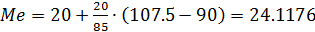 Me = 20 + 20/85 · (107.5 − 90) = 24.1176